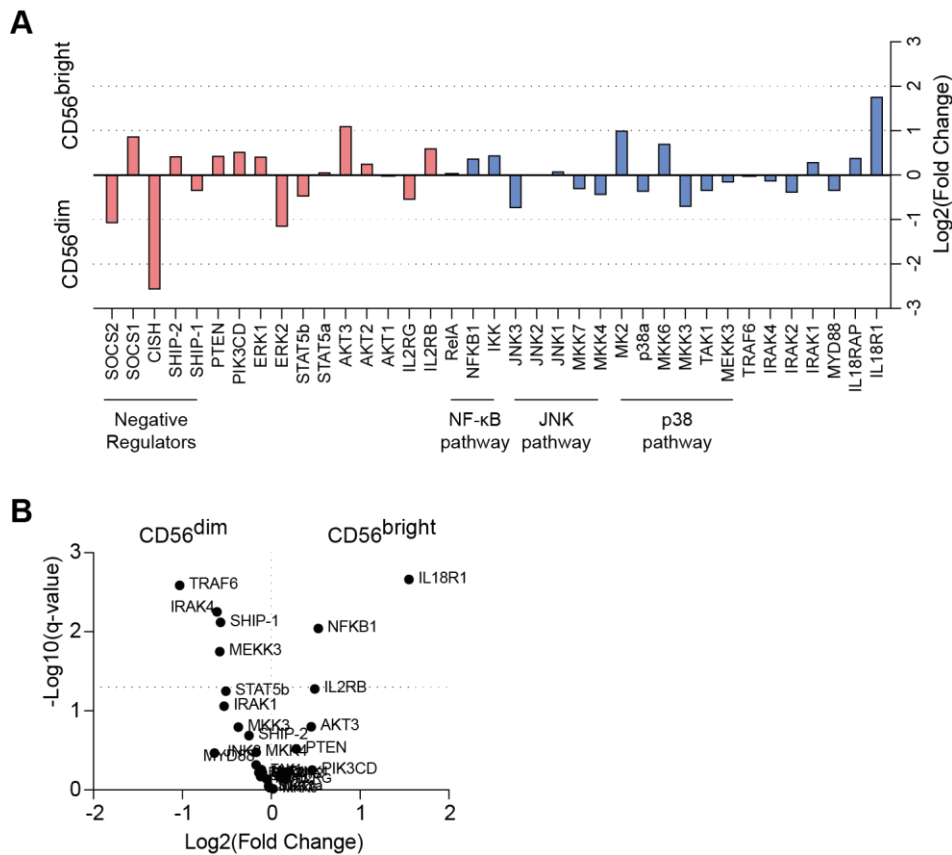 A
CD56bright
CD56dim
3
2
1
0
-1
-2
-3
Log2(Fold Change)
SOCS2
SOCS1
CISH
SHIP-2
SHIP-1
PTEN
PIK3CD
ERK1
ERK2
STAT5b
STAT5a
AKT3
AKT2
AKT1
IL2RG
IL2RB
RelA
NFKB1
IKK
JNK3
JNK2
JNK1
MKK7
MKK4
MK2
p38a
MKK6
MKK3
TAK1
MEKK3
TRAF6
IRAK4
IRAK2
IRAK1
MYD88
IL18RAP
IL18R1
Negative
Regulators
NF-κB
pathway
JNK
pathway
p38
pathway
B
CD56dim
CD56bright
3
2
1
0
-Log10(q-value)
TRAF6
IL18R1
IRAK4
SHIP-1
NFKB1
MEKK3
STAT5b
IL2RB
IRAK1
MKK3
AKT3
SHIP-2
PTEN
MKK4
MYD88
PIK3CD
-2
-1
0
1
2
Log2(Fold Change)